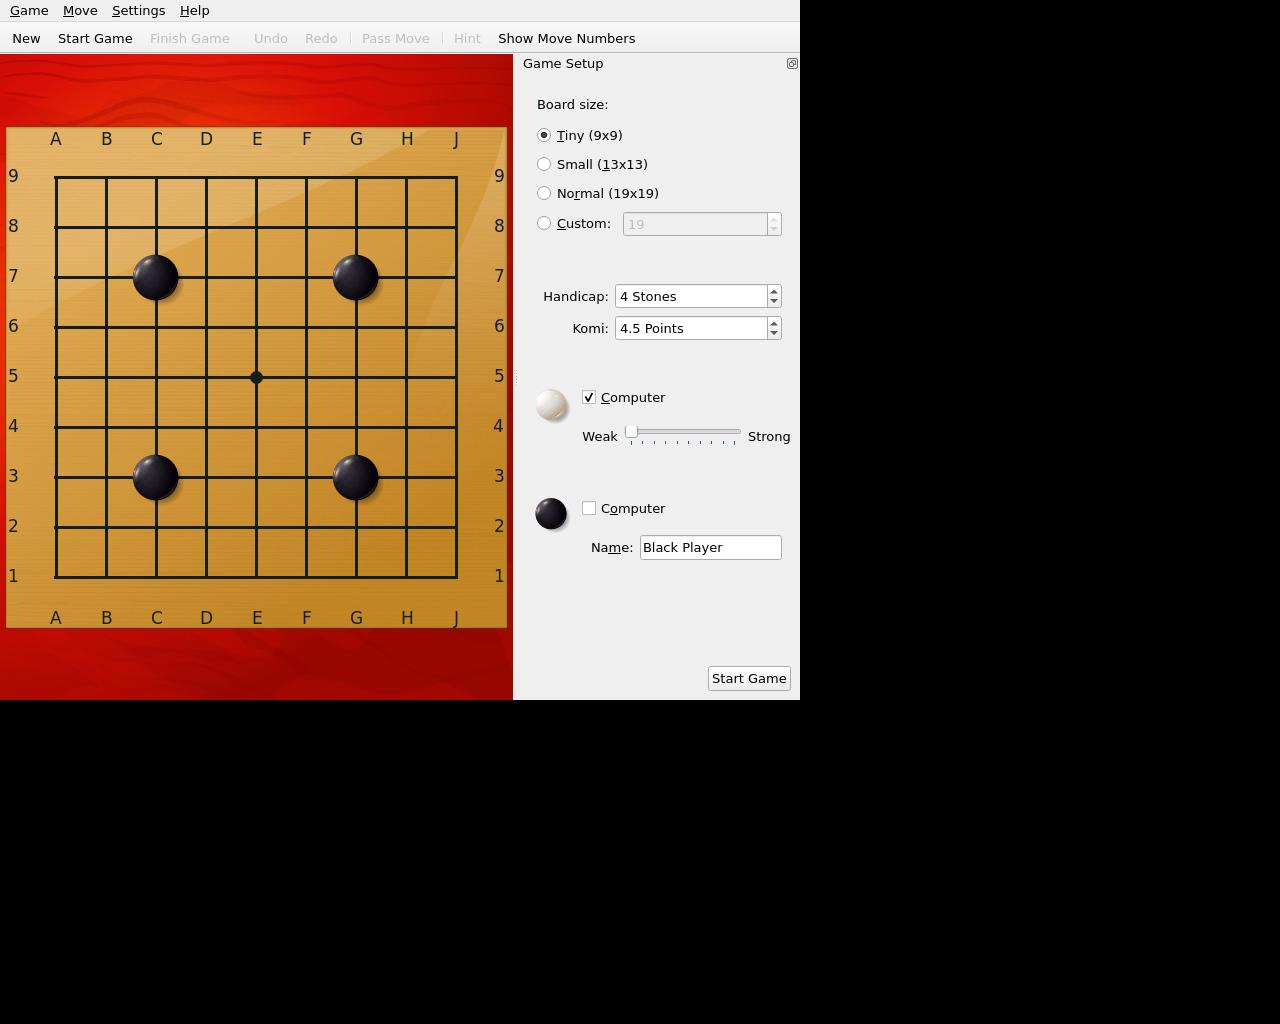 Game Move Settings Help
New Start Game Finish Game Undo Redo Pass Move Hint Show Move Numbers
Game Setup
Board size:
Tiny (9x9)
Small (13x13)
Normal (19x19)
Custom: 19
Handicap: 4 Stones
Komi: 4.5 Points
Computer
Weak Strong
Computer
Name: Black Player
Start Game
A B C D E F G H J
9 9
8 8
7 7
6 6
5 5
4 4
3 3
2 2
1 1
A B C D E F G H J